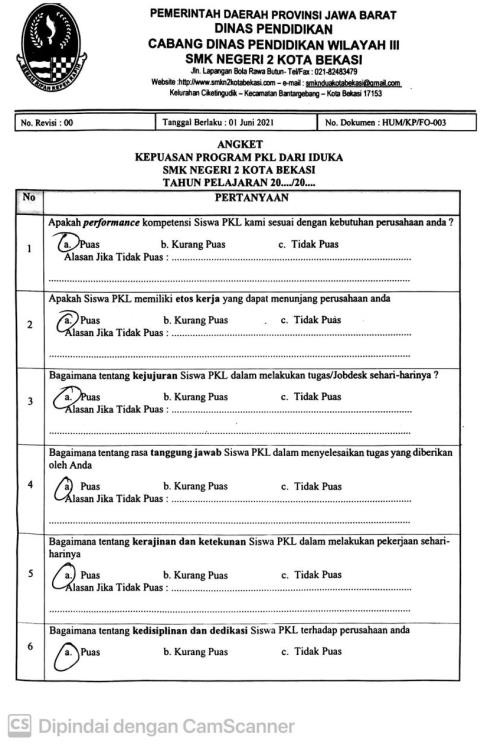 PEMERINTAH DAERAH PROVINSI JAWA BARAT
DINAS PENDIDIKAN
CABANG DINAS PENDIDIKAN WILAYAH III
SMK NEGERI 2 KOTA BEKASI
Jln. Lapangan Bola Rawa Butun- Tel/Fax : 021-82483479
Website :http://www.smkn2kotabekasi.com – e-mail : smknduakotabekasi@gmail.com
Kelurahan Ciketingudik – Kecamatan Bantargebang – Kota Bekasi 17153
No. Revisi : 00
Tanggal Berlaku : 01 Juni 2021
No. Dokumen : HUM/KP/FO-003
ANGKET
KEPUASAN PROGRAM PKL DARI IDUKA
SMK NEGERI 2 KOTA BEKASI
TAHUN PELAJARAN 20..../20....
No PERTANYAAN
Apakah performance kompetensi Siswa PKL kami sesuai dengan kebutuhan perusahaan anda ?
1 a. Puas b. Kurang Puas c. Tidak Puas
Alasan Jika Tidak Puas : ........................................................
Apakah Siswa PKL memiliki etos kerja yang dapat menunjang perusahaan anda
2 a. Puas b. Kurang Puas c. Tidak Puas
Alasan Jika Tidak Puas : ........................................................
Bagaimana tentang kejujuran Siswa PKL dalam melakukan tugas/Jobdesk sehari-harinya ?
3 a. Puas b. Kurang Puas c. Tidak Puas
Alasan Jika Tidak Puas : ........................................................
Bagaimana tentang rasa tanggung jawab Siswa PKL dalam menyelesaikan tugas yang diberikan
oleh Anda
4 a. Puas b. Kurang Puas c. Tidak Puas
Alasan Jika Tidak Puas : ........................................................
Bagaimana tentang kerajinan dan ketekunan Siswa PKL dalam melakukan pekerjaan sehari-
harinya
5 a. Puas b. Kurang Puas c. Tidak Puas
Alasan Jika Tidak Puas : ........................................................
Bagaimana tentang kedisiplinan dan dedikasi Siswa PKL terhadap perusahaan anda
6 a. Puas b. Kurang Puas c. Tidak Puas
CS Dipindai dengan CamScanner